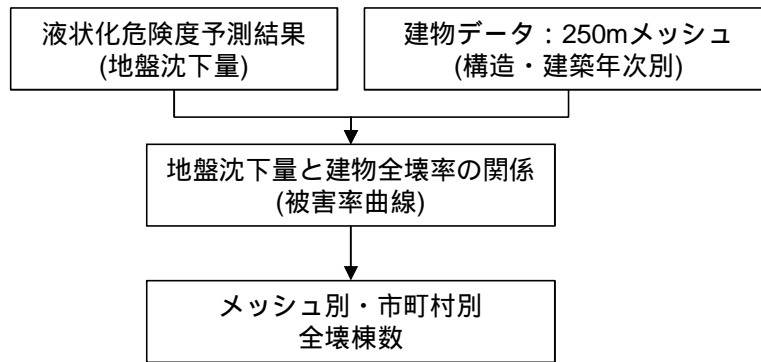 液状化危険度予測結果
(地盤沈下量)
建物データ：250mメッシュ
(構造・建築年次別)
地盤沈下量と建物全壊率の関係
(被害率曲線)
メッシュ別・市町村別
全壊棟数